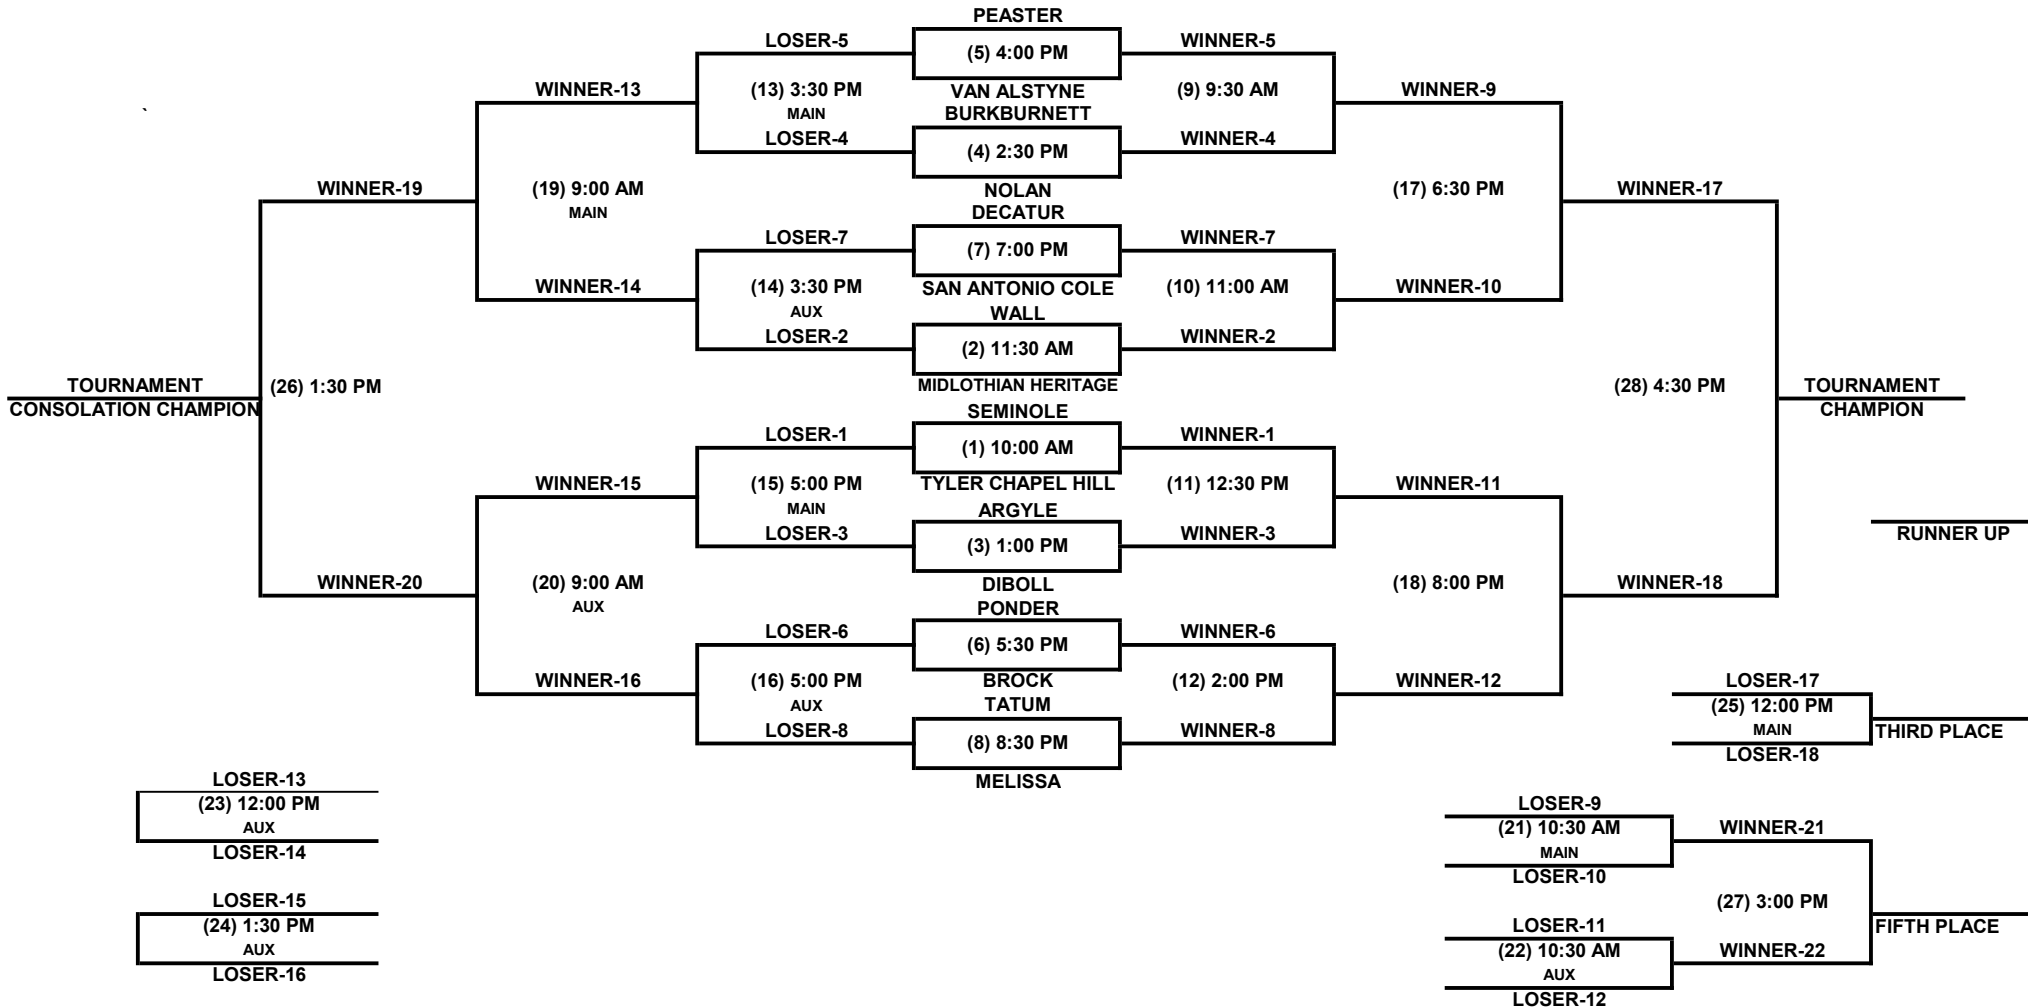 PEASTER
LOSER-5
(5) 4:00 PM
WINNER-5
WINNER-13
(13) 3:30 PM
MAIN
VAN ALSTYNE
(9) 9:30 AM
WINNER-9
`
BURKBURNETT
LOSER-4
(4) 2:30 PM
WINNER-4
WINNER-19
(19) 9:00 AM
MAIN
NOLAN
(17) 6:30 PM
WINNER-17
DECATUR
LOSER-7
(7) 7:00 PM
WINNER-7
WINNER-14
(14) 3:30 PM
AUX
SAN ANTONIO COLE
(10) 11:00 AM
WINNER-10
WALL
LOSER-2
(2) 11:30 AM
WINNER-2
TOURNAMENT
CONSOLATION CHAMPION
(26) 1:30 PM
MIDLOTHIAN HERITAGE
(28) 4:30 PM
TOURNAMENT
CHAMPION
SEMINOLE
LOSER-1
(1) 10:00 AM
WINNER-1
WINNER-15
(15) 5:00 PM
MAIN
TYLER CHAPEL HILL
(11) 12:30 PM
WINNER-11
ARGYLE
LOSER-3
(3) 1:00 PM
WINNER-3
RUNNER UP
WINNER-20
(20) 9:00 AM
AUX
DIBOLL
(18) 8:00 PM
WINNER-18
PONDER
LOSER-6
(6) 5:30 PM
WINNER-6
WINNER-16
(16) 5:00 PM
AUX
BROCK
(12) 2:00 PM
WINNER-12
TATUM
LOSER-8
(8) 8:30 PM
WINNER-8
MELISSA
LOSER-17
(25) 12:00 PM
MAIN
LOSER-18
THIRD PLACE
LOSER-13
(23) 12:00 PM
AUX
LOSER-14
LOSER-9
(21) 10:30 AM
MAIN
LOSER-10
WINNER-21
LOSER-15
(24) 1:30 PM
AUX
LOSER-16
(27) 3:00 PM
FIFTH PLACE
LOSER-11
(22) 10:30 AM
AUX
LOSER-12
WINNER-22